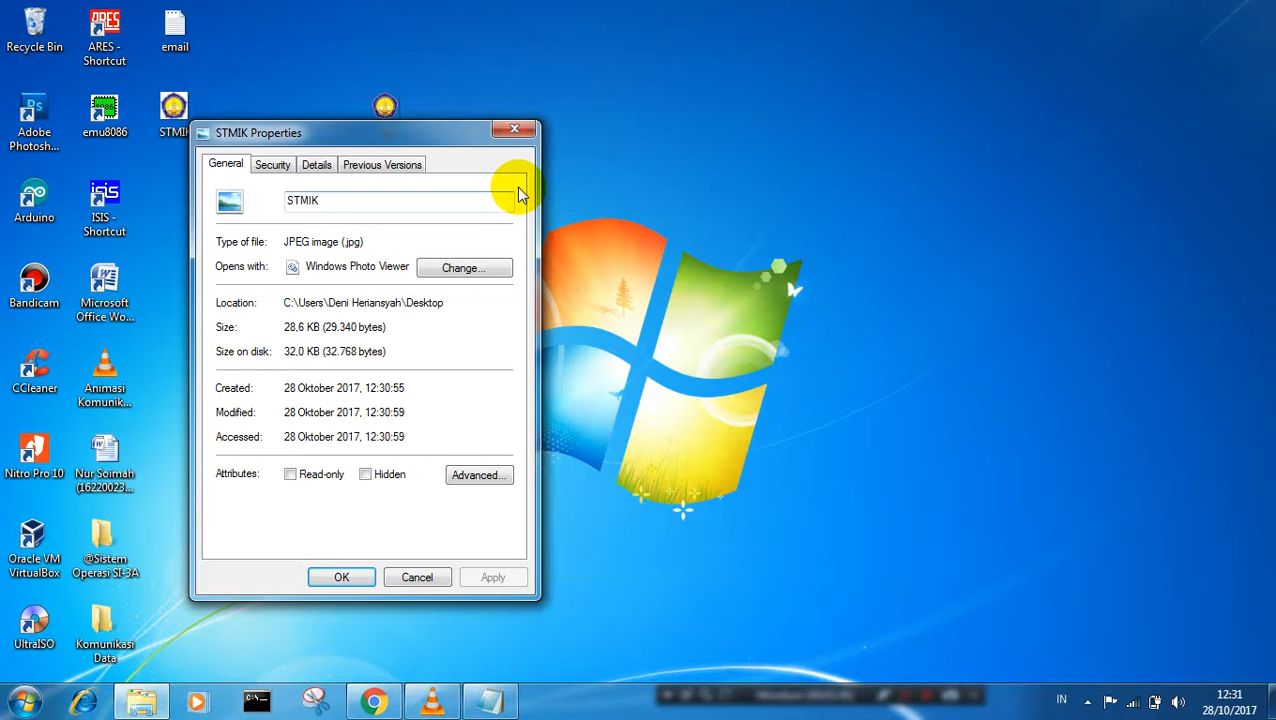 Recycle Bin
ARES -
Shortcut
email
Adobe
Photosh...
emu8086
STMIK
Arduino
ISIS -
Shortcut
Bandicam
Microsoft
Office Wo...
CCleaner
Animasi
Komunik...
Nitro Pro 10
Nur Soimah
(16220023...
Oracle VM
VirtualBox
@Sistem
Operasi SI-3A
UltraISO
Komunikasi
Data
STMIK Properties
General
Security
Details
Previous Versions
STMIK
Type of file:
JPEG image (.jpg)
Opens with:
Windows Photo Viewer
Change...
Location:
C:\Users\Deni Heriansyah\Desktop
Size:
28,6 KB (29.340 bytes)
Size on disk:
32,0 KB (32.768 bytes)
Created:
28 Oktober 2017, 12:30:55
Modified:
28 Oktober 2017, 12:30:59
Accessed:
28 Oktober 2017, 12:30:59
Attributes:
Read-only
Hidden
Advanced...
OK
Cancel
Apply
IN
12:31
28/10/2017